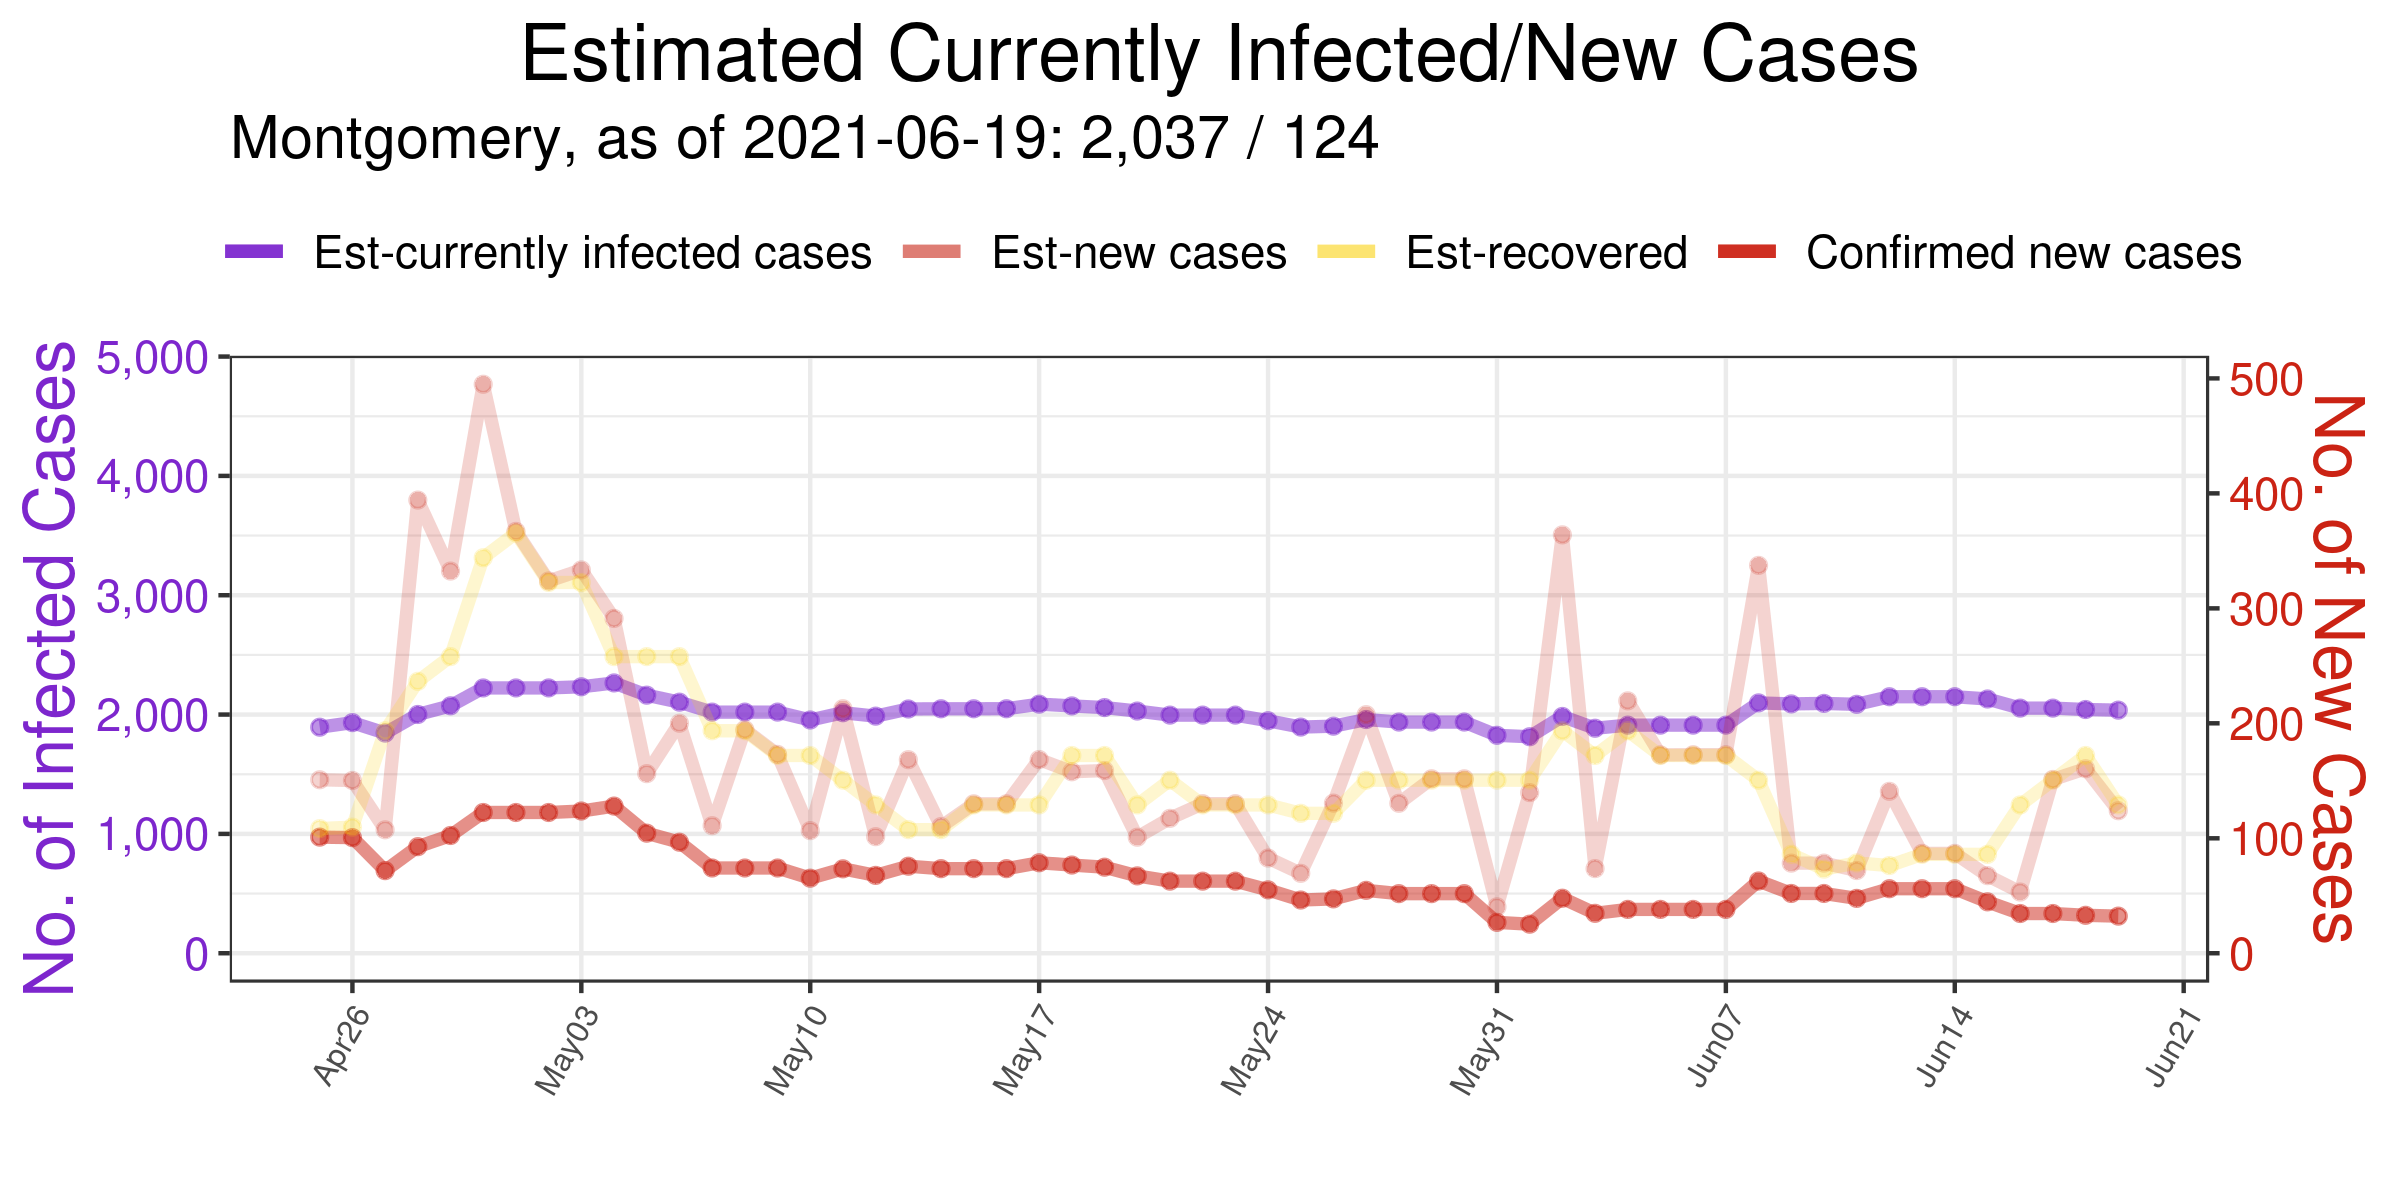 Estimated Currently Infected/New Cases
Montgomery, as of 2021-06-19: 2,037 / 124
Est-currently infected cases Est-new cases Est-recovered Confirmed new cases
No. of Infected Cases
5,000
4,000
3,000
2,000
1,000
0
500
400
300
200
100
0
No. of New Cases
Apr26 May03 May10 May17 May24 May31 Jun07 Jun14 Jun21